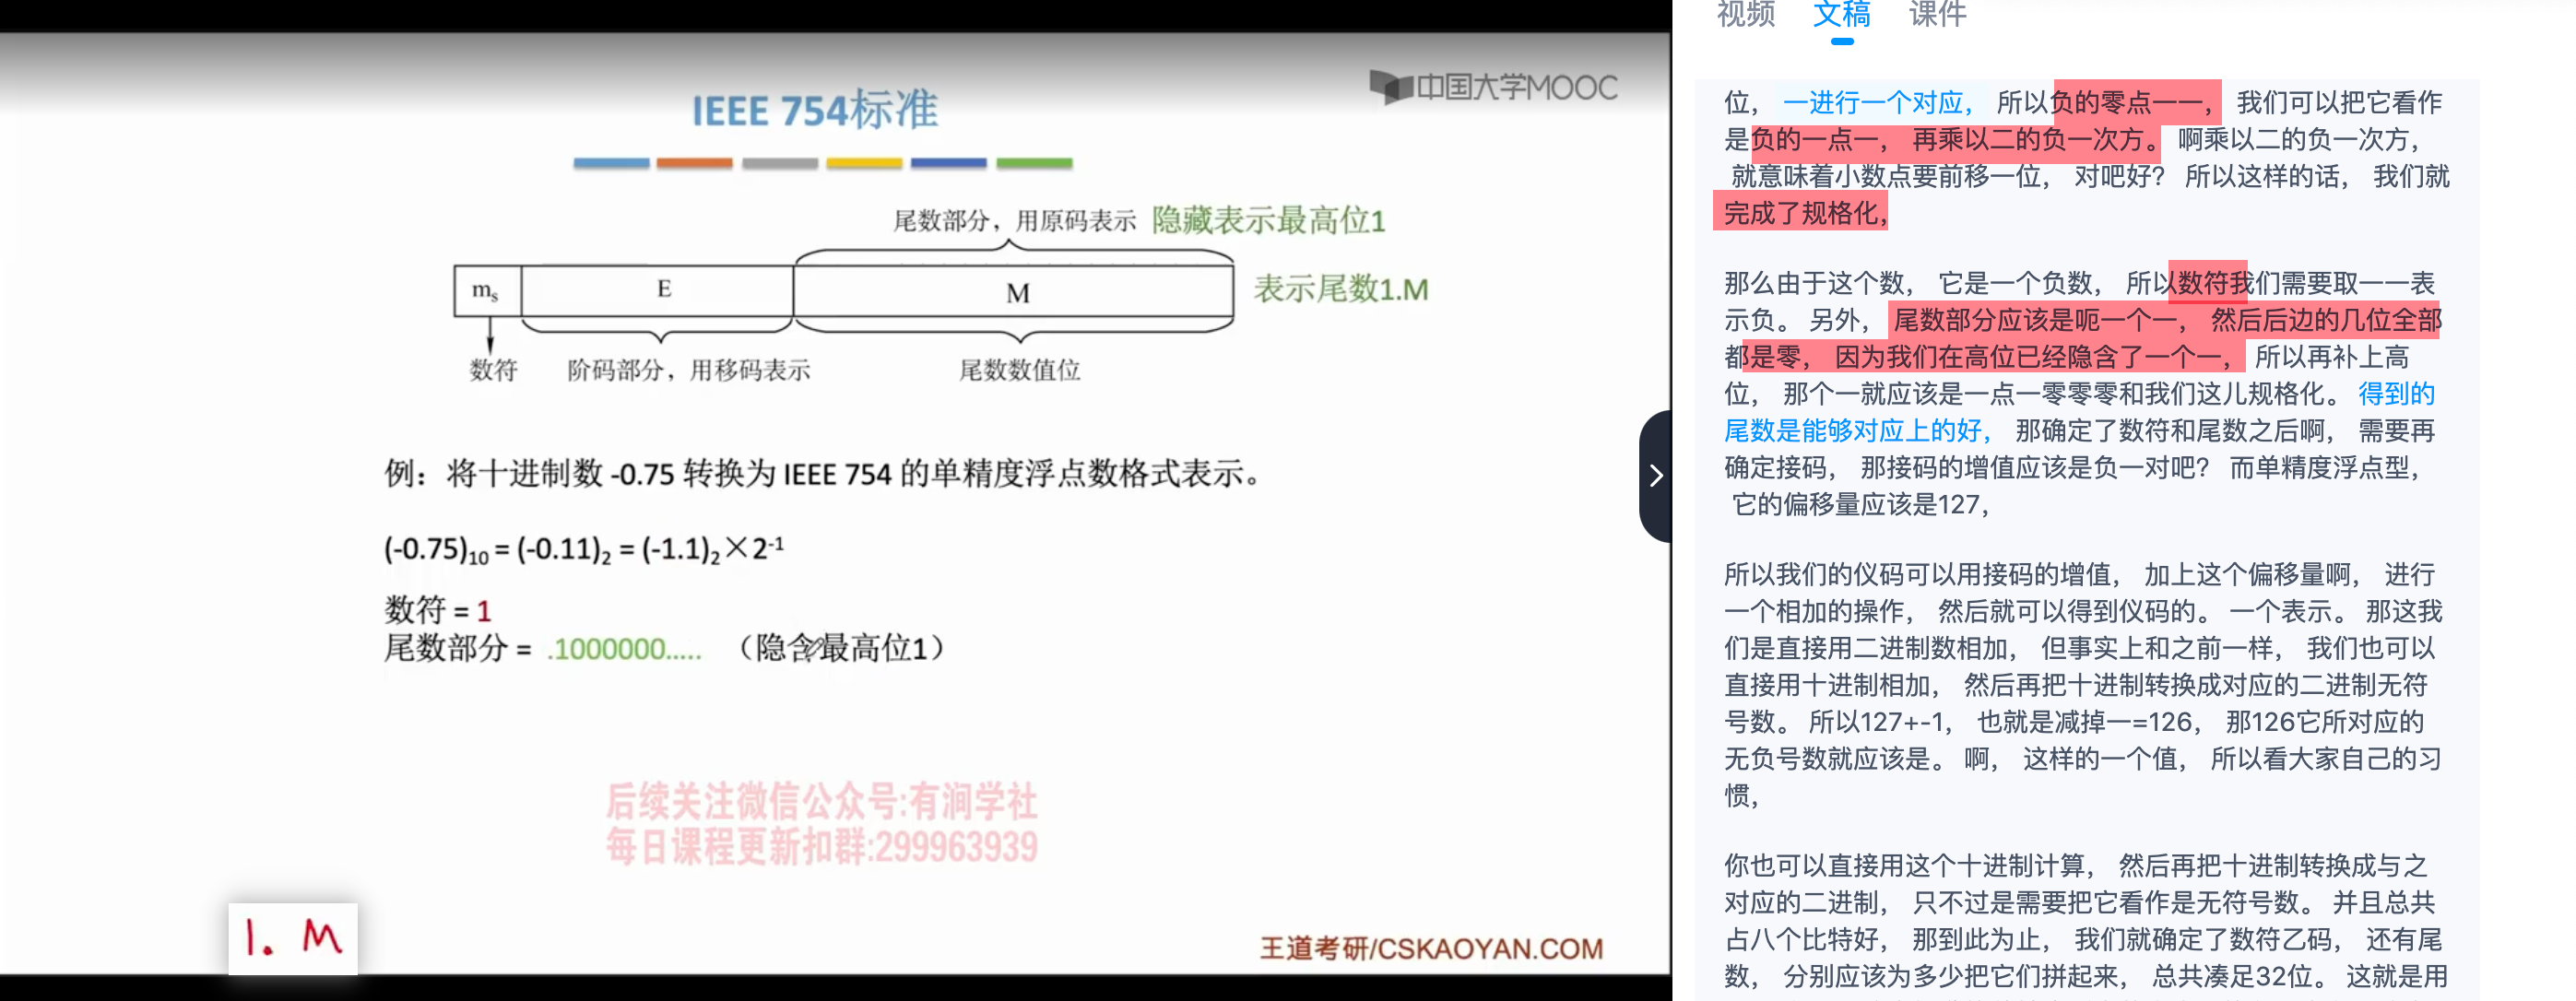 中国大学MOOC
IEEE 754标准
尾数部分，用原码表示 隐藏表示最高位1
ms E M 表示尾数1.M
数符 阶码部分，用移码表示 尾数数值位
例：将十进制数 -0.75 转换为 IEEE 754 的单精度浮点数格式表示。
(-0.75)10 = (-0.11)2 = (-1.1)2×2-1
数符 = 1
尾数部分 = .1000000..... （隐含最高位1）
后续关注微信公众号:有涧学社
每日课程更新扣群:299963939
1. M
王道考研/CSKAOYAN.COM
视频 文稿 课件
位， 一进行一个对应， 所以负的零点一一， 我们可以把它看作
是负的一点一， 再乘以二的负一次方。 啊乘以二的负一次方，
就意味着小数点要前移一位， 对吧好？ 所以这样的话， 我们就
完成了规格化，
那么由于这个数， 它是一个负数， 所以数符我们需要取一一表
示负。 另外， 尾数部分应该是呃一个一， 然后后边的几位全部
都是零， 因为我们在高位已经隐含了一个一， 所以再补上高
位， 那个一就应该是一点一零零零和我们这儿规格化。 得到的
尾数是能够对应上的好， 那确定了数符和尾数之后啊， 需要再
确定接码， 那接码的增值应该是负一对吧？ 而单精度浮点型，
它的偏移量应该是127，
所以我们的仪码可以用接码的增值， 加上这个偏移量啊， 进行
一个相加的操作， 然后就可以得到仪码的。 一个表示。 那这我
们是直接用二进制数相加， 但事实上和之前一样， 我们也可以
直接用十进制相加， 然后再把十进制转换成对应的二进制无符
号数。 所以127+-1， 也就是减掉一=126， 那126它所对应的
无负号数就应该是。 啊， 这样的一个值， 所以看大家自己的习
惯，
你也可以直接用这个十进制计算， 然后再把十进制转换成与之
对应的二进制， 只不过是需要把它看作是无符号数。 并且总共
占八个比特好， 那到此为止， 我们就确定了数符乙码， 还有尾
数， 分别应该为多少把它们拼起来， 总共凑足32位。 这就是用